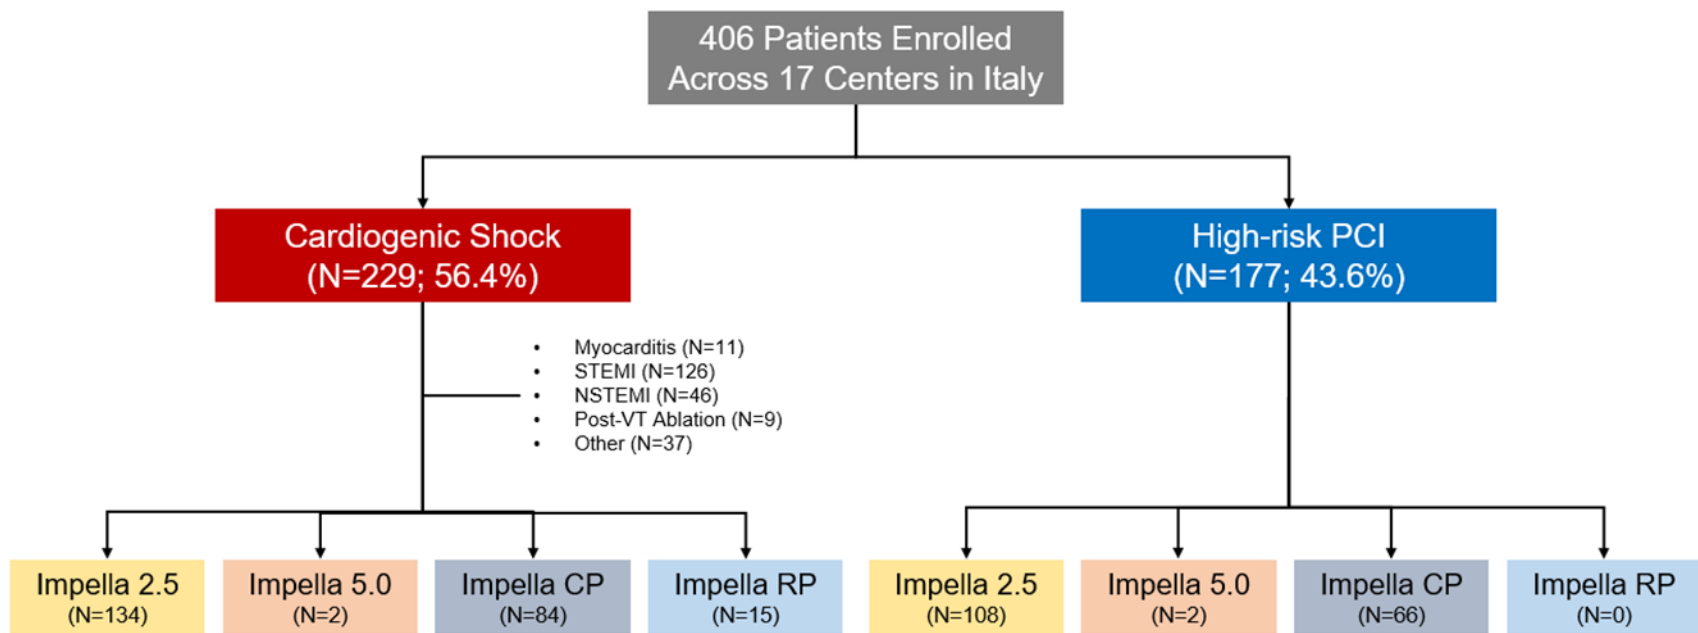 406 Patients Enrolled
Across 17 Centers in Italy
Cardiogenic Shock
(N=229; 56.4%)
High-risk PCI
(N=177; 43.6%)
• Myocarditis (N=11)
• STEMI (N=126)
• NSTEMI (N=46)
• Post-VT Ablation (N=9)
• Other (N=37)
Impella 2.5
(N=134)
Impella 5.0
(N=2)
Impella CP
(N=84)
Impella RP
(N=15)
Impella 2.5
(N=108)
Impella 5.0
(N=2)
Impella CP
(N=66)
Impella RP
(N=0)